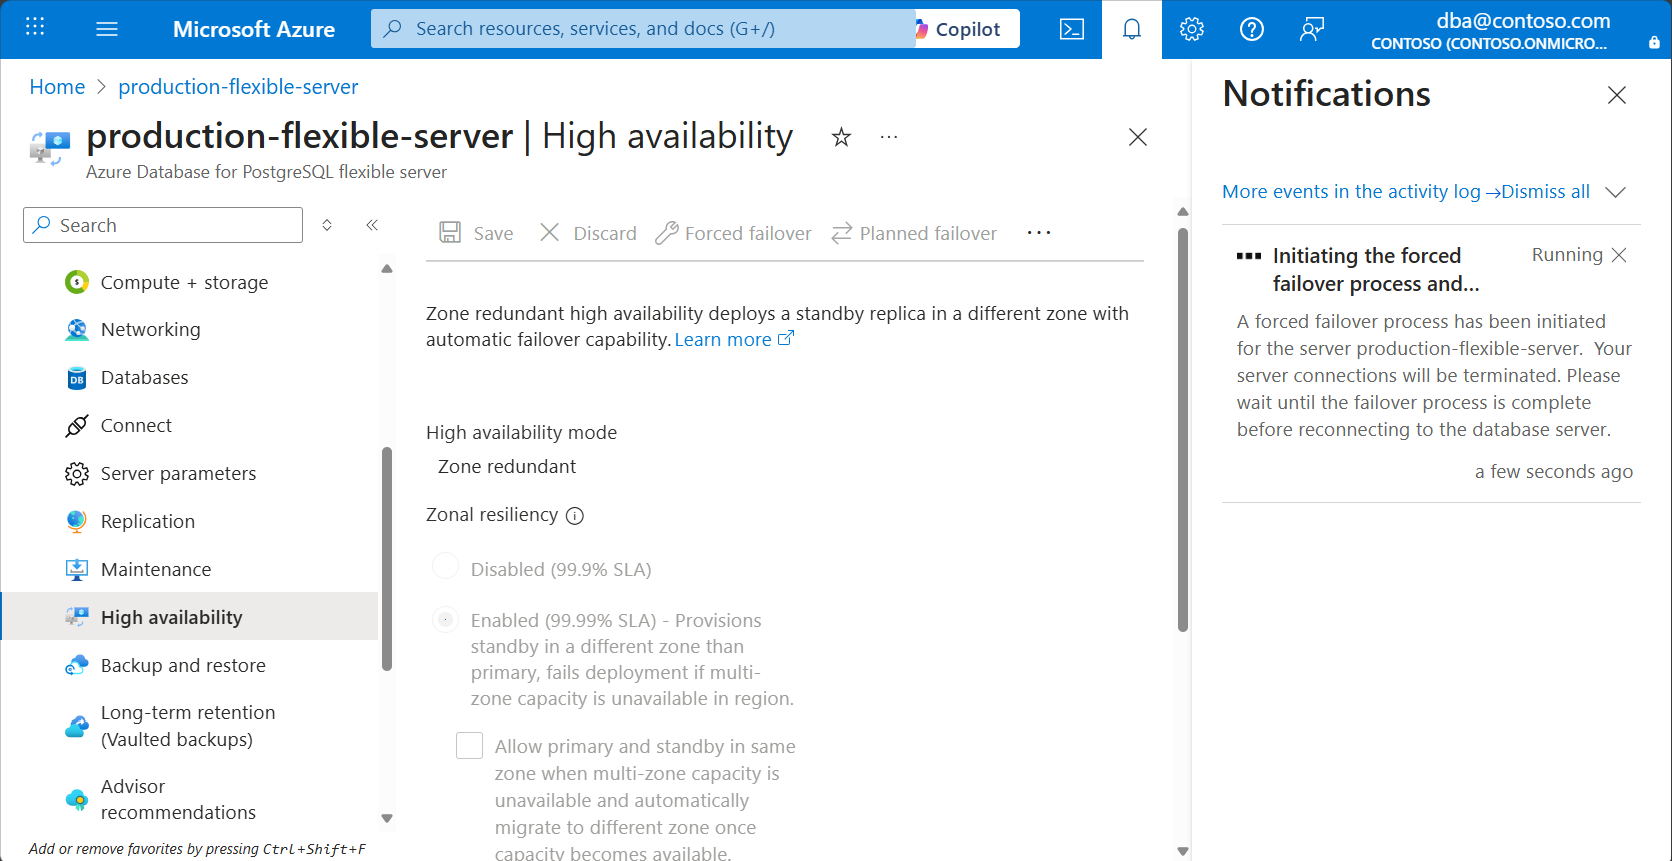 Microsoft Azure
Search resources, services, and docs (G+/)
Copilot
dba@contoso.com
CONTOSO (CONTOSO.ONMICRO...
Home > production-flexible-server
production-flexible-server | High availability
Azure Database for PostgreSQL flexible server
Search
Compute + storage
Networking
Databases
Connect
Server parameters
Replication
Maintenance
High availability
Backup and restore
Long-term retention
(Vaulted backups)
Advisor
recommendations
Add or remove favorites by pressing Ctrl+Shift+F
Save
Discard
Forced failover
Planned failover
Zone redundant high availability deploys a standby replica in a different zone with
automatic failover capability. Learn more
High availability mode
Zone redundant
Zonal resiliency
Disabled (99.9% SLA)
Enabled (99.99% SLA) - Provisions
standby in a different zone than
primary, fails deployment if multi-
zone capacity is unavailable in region.
Allow primary and standby in same
zone when multi-zone capacity is
unavailable and automatically
migrate to different zone once
capacity becomes available.
Notifications
More events in the activity log →Dismiss all
Initiating the forced
failover process and...
Running
A forced failover process has been initiated
for the server production-flexible-server.  Your
server connections will be terminated. Please
wait until the failover process is complete
before reconnecting to the database server.
a few seconds ago